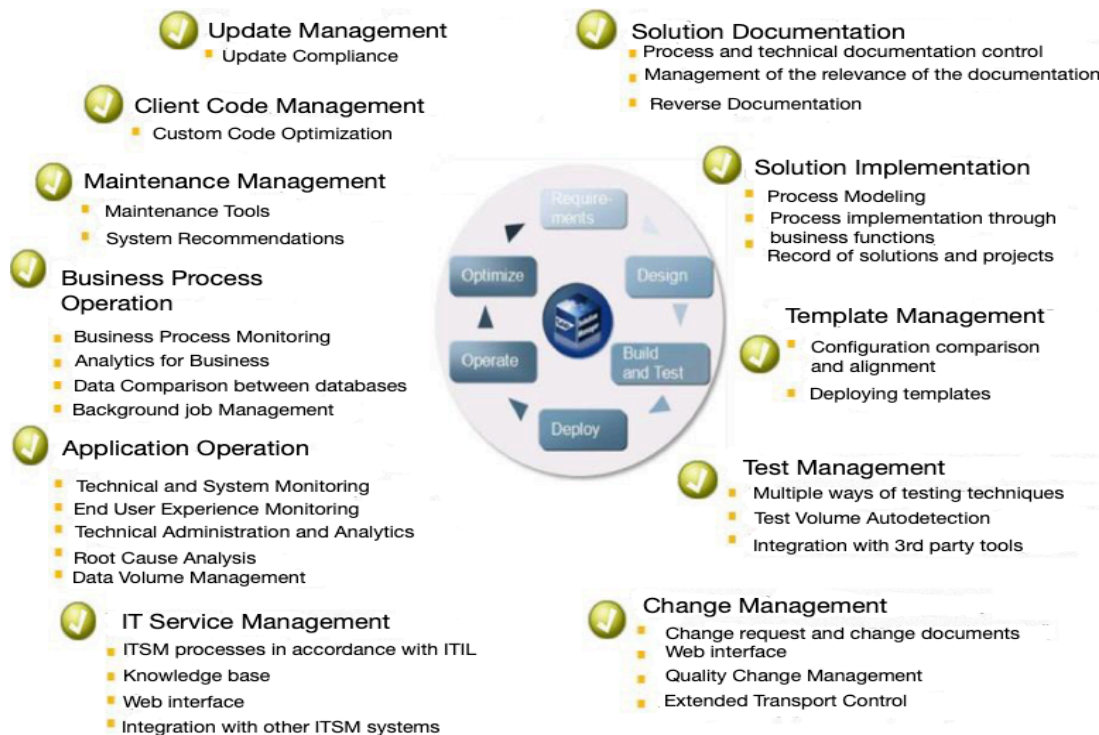 Update Management
Update Compliance
Client Code Management
Custom Code Optimization
Maintenance Management
Maintenance Tools
System Recommendations
Business Process
Operation
Business Process Monitoring
Analytics for Business
Data Comparison between databases
Background job Management
Application Operation
Technical and System Monitoring
End User Experience Monitoring
Technical Administration and Analytics
Root Cause Analysis
Data Volume Management
IT Service Management
ITSM processes in accordance with ITIL
Knowledge base
Web interface
Integration with other ITSM systems
Require-
ments
Design
Build
and Test
Deploy
Operate
Optimize
SAP
Solution
Manager
Solution Documentation
Process and technical documentation control
Management of the relevance of the documentation
Reverse Documentation
Solution Implementation
Process Modeling
Process implementation through
business functions
Record of solutions and projects
Template Management
Configuration comparison
and alignment
Deploying templates
Test Management
Multiple ways of testing techniques
Test Volume Autodetection
Integration with 3rd party tools
Change Management
Change request and change documents
Web interface
Quality Change Management
Extended Transport Control